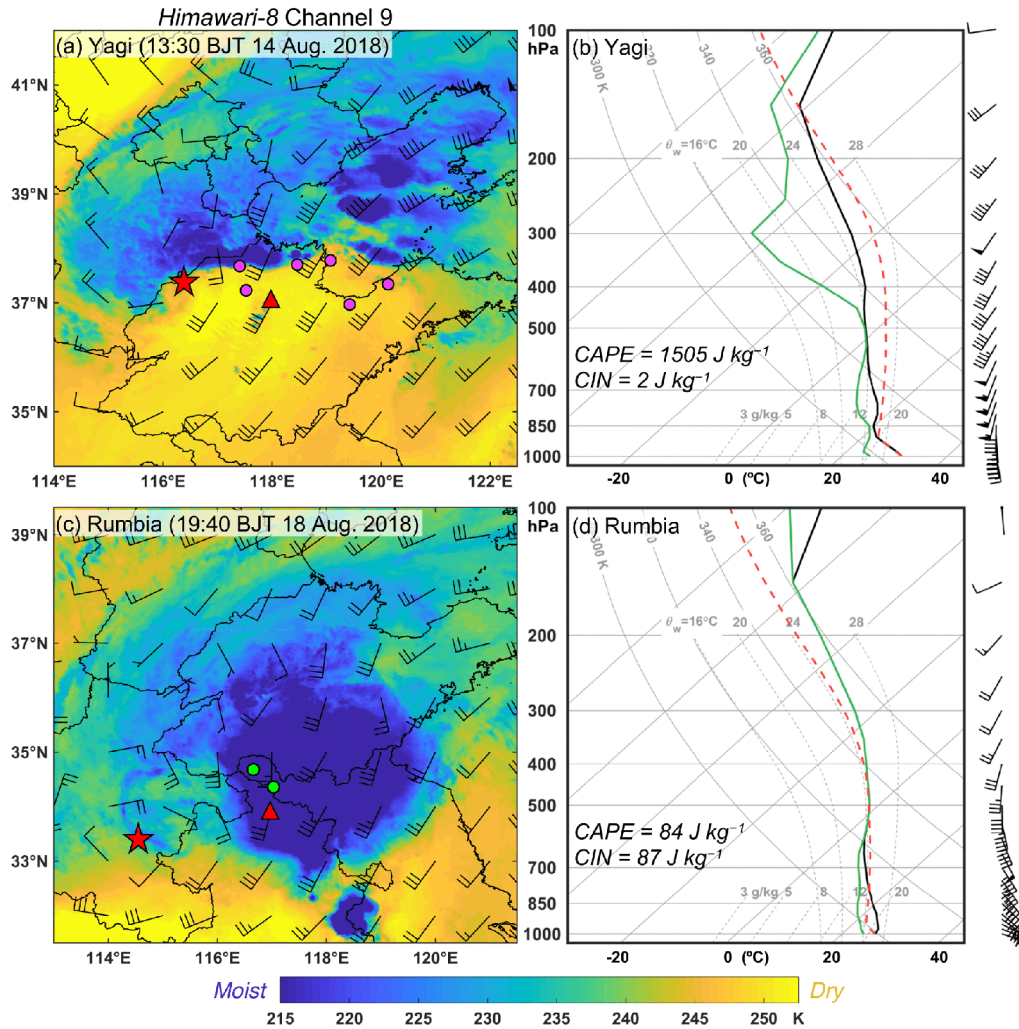 Himawari-8 Channel 9
(a) Yagi (13:30 BJT 14 Aug. 2018)
41°N
39°N
37°N
35°N
114°E 116°E 118°E 120°E 122°E
(b) Yagi
100
hPa
200
300
400
500
700
850
1000
300 K
320
340
360
θw=16°C 20 24 28
CAPE = 1505 J kg⁻¹
CIN = 2 J kg⁻¹
3 g/kg 5 8 12 20
-20 0 (°C) 20 40
(c) Rumbia (19:40 BJT 18 Aug. 2018)
39°N
37°N
35°N
33°N
114°E 116°E 118°E 120°E 122°E
(d) Rumbia
100
hPa
200
300
400
500
700
850
1000
300 K
320
340
360
θw=16°C 20 24 28
CAPE = 84 J kg⁻¹
CIN = 87 J kg⁻¹
3 g/kg 5 8 12 20
-20 0 (°C) 20 40
Moist Dry
215 220 225 230 235 240 245 250 K